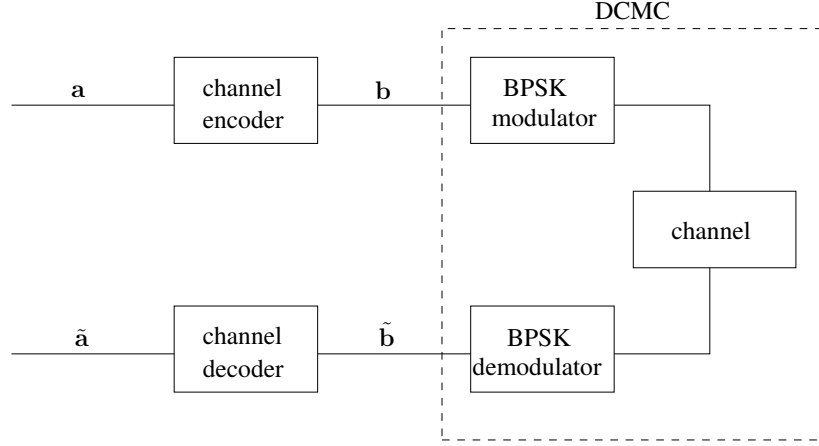 DCMC
a
channel
encoder
b
BPSK
modulator
channel
ã
channel
decoder
b̃
BPSK
demodulator